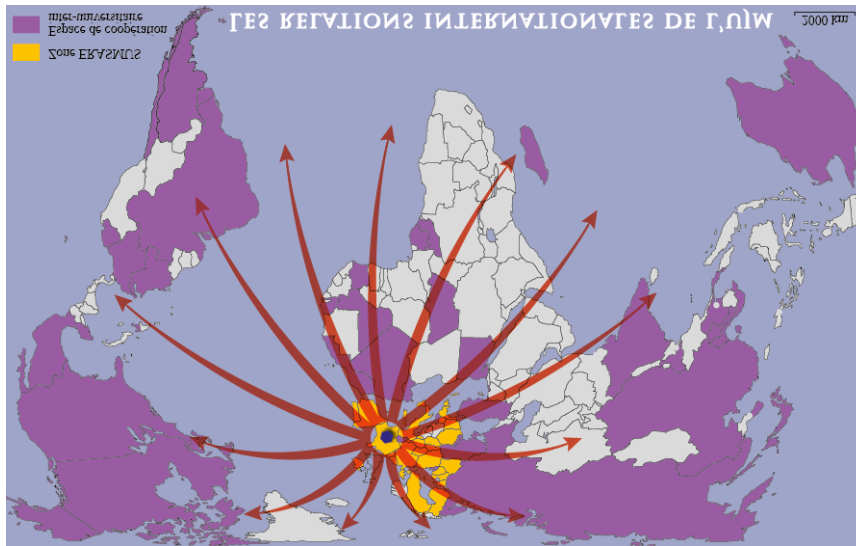 LES RELATIONS INTERNATIONALES DE L'UJM
2000 km
Zone ERASMUS
Espace de coopération
inter-universitaire